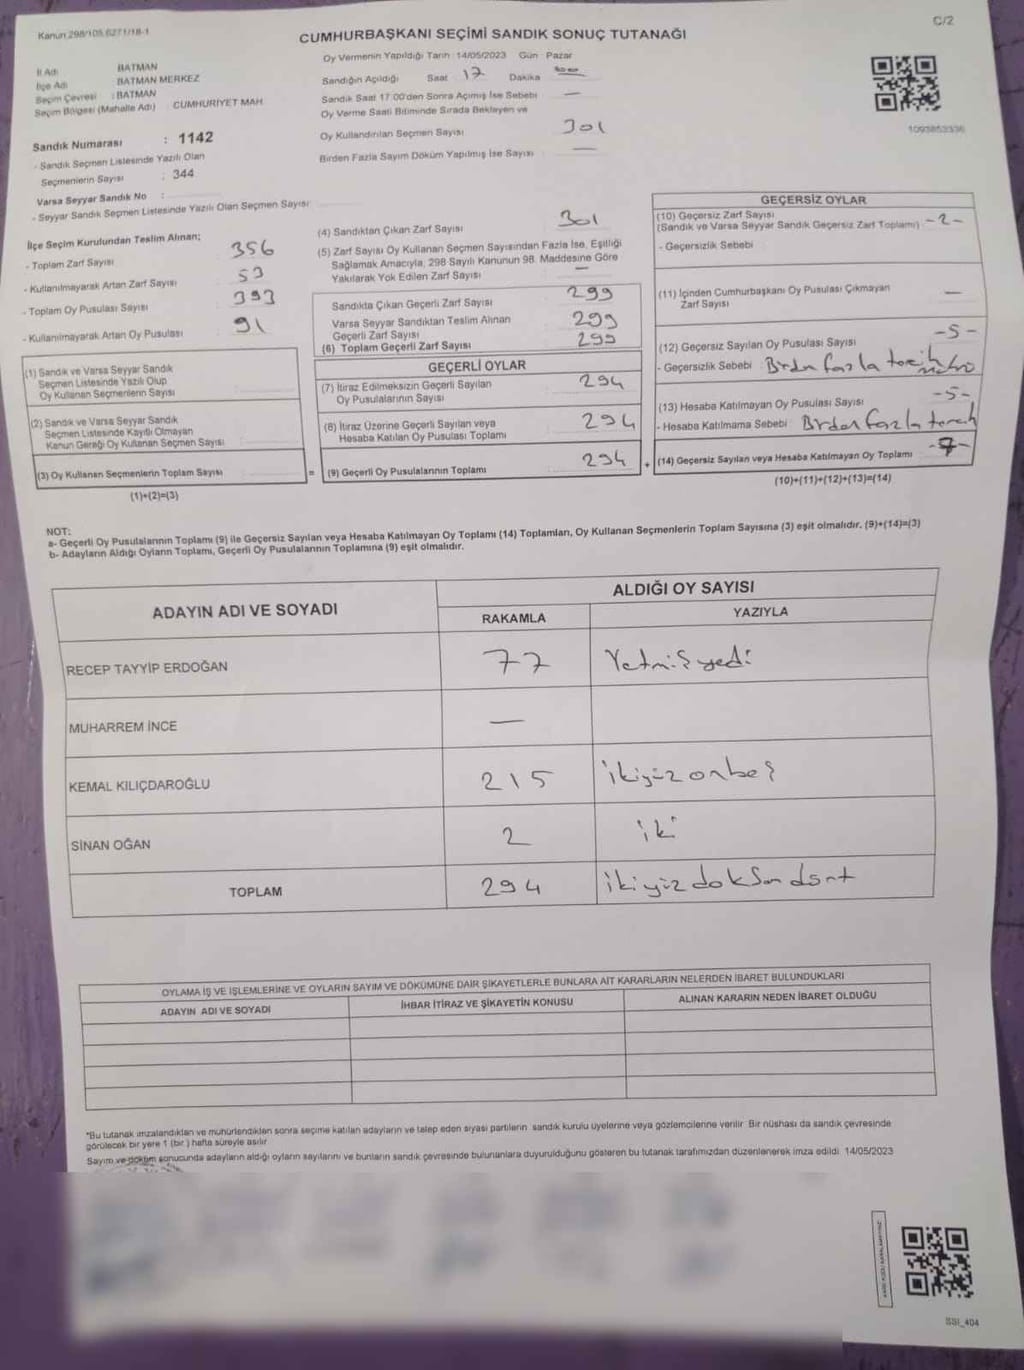 Kanun 298/105,6271/18-1
C/2
CUMHURBAŞKANI SEÇİMİ SANDIK SONUÇ TUTANAĞI
İl Adı BATMAN
İlçe Adı BATMAN MERKEZ
Seçim Çevresi : BATMAN
Seçim Bölgesi (Mahalle Adı) CUMHURİYET MAH.
Sandık Numarası : 1142
- Sandık Seçmen Listesinde Yazılı Olan
Seçmenlerin Sayısı : 344
Varsa Seyyar Sandık No :
- Seyyar Sandık Seçmen Listesinde Yazılı Olan Seçmen Sayısı
Oy Vermenin Yapıldığı Tarih : 14/05/2023 Gün : Pazar
Sandığın Açıldığı Saat 17 Dakika
Sandık Saat 17.00'den Sonra Açılmış İse Sebebi —
Oy Verme Saati Bitiminde Sırada Bekleyen ve
Oy Kullandırılan Seçmen Sayısı 301
Birden Fazla Sayım Döküm Yapılmış İse Sayısı —
1093853336
İlçe Seçim Kurulundan Teslim Alınan;
- Toplam Zarf Sayısı 356
- Kullanılmayarak Artan Zarf Sayısı 53
- Toplam Oy Pusulası Sayısı 393
- Kullanılmayarak Artan Oy Pusulası 91
(1) Sandık ve Varsa Seyyar Sandık
Seçmen Listesinde Yazılı Olup
Oy Kullanan Seçmenlerin Sayısı
(2) Sandık ve Varsa Seyyar Sandık
Seçmen Listesinde Kayıtlı Olmayan
Kanun Gereği Oy Kullanan Seçmen Sayısı
(3) Oy Kullanan Seçmenlerin Toplam Sayısı
(1)+(2)=(3)
(4) Sandıktan Çıkan Zarf Sayısı 301
(5) Zarf Sayısı Oy Kullanan Seçmen Sayısından Fazla İse, Eşitliği
Sağlamak Amacıyla, 298 Sayılı Kanunun 98. Maddesine Göre
Yakılarak Yok Edilen Zarf Sayısı —
Sandıkta Çıkan Geçerli Zarf Sayısı 299
Varsa Seyyar Sandıktan Teslim Alınan
Geçerli Zarf Sayısı 299
(6) Toplam Geçerli Zarf Sayısı 299
GEÇERLİ OYLAR
(7) İtiraz Edilmeksizin Geçerli Sayılan
Oy Pusulalarının Sayısı 294
(8) İtiraz Üzerine Geçerli Sayılan veya
Hesaba Katılan Oy Pusulası Toplamı 294
= (9) Geçerli Oy Pusulalarının Toplamı 294
GEÇERSİZ OYLAR
(10) Geçersiz Zarf Sayısı
(Sandık ve Varsa Seyyar Sandık Geçersiz Zarf Toplamı) -2-
- Geçersizlik Sebebi
(11) İçinden Cumhurbaşkanı Oy Pusulası Çıkmayan
Zarf Sayısı —
(12) Geçersiz Sayılan Oy Pusulası Sayısı -5-
- Geçersizlik Sebebi Birden fazla tercih
(13) Hesaba Katılmayan Oy Pusulası Sayısı -5-
- Hesaba Katılmama Sebebi Birden fazla terch
+ (14) Geçersiz Sayılan veya Hesaba Katılmayan Oy Toplamı -7-
(10)+(11)+(12)+(13)=(14)
NOT:
a- Geçerli Oy Pusulalarının Toplamı (9) ile Geçersiz Sayılan veya Hesaba Katılmayan Oy Toplamı (14) Toplamları, Oy Kullanan Seçmenlerin Toplam Sayısına (3) eşit olmalıdır. (9)+(14)=(3)
b- Adayların Aldığı Oyların Toplamı, Geçerli Oy Pusulalarının Toplamına (9) eşit olmalıdır.
ADAYIN ADI VE SOYADI
ALDIĞI OY SAYISI
RAKAMLA YAZIYLA
RECEP TAYYİP ERDOĞAN 77 Yetmiş yedi
MUHARREM İNCE —
KEMAL KILIÇDAROĞLU 215 ikiyüz onbeş
SİNAN OĞAN 2 iki
TOPLAM 294 ikiyüz doksan dört
OYLAMA İŞ VE İŞLEMLERİNE VE OYLARIN SAYIM VE DÖKÜMÜNE DAİR ŞİKAYETLERLE BUNLARA AİT KARARLARIN NELERDEN İBARET BULUNDUKLARI
ADAYIN ADI VE SOYADI İHBAR İTİRAZ VE ŞİKAYETİN KONUSU ALINAN KARARIN NEDEN İBARET OLDUĞU
*Bu tutanak imzalandıktan ve mühürlendikten sonra seçime katılan adayların ve talep eden siyasi partilerin sandık kurulu üyelerine veya gözlemcilerine verilir. Bir nüshası da sandık çevresinde
görülecek bir yere 1 (bir) hafta süreyle asılır
Sayım ve döküm sonucunda adayların aldığı oyların sayılarını ve bunların sandık çevresinde bulunanlara duyurulduğunu gösteren bu tutanak tarafımızdan düzenlenerek imza edildi. 14/05/2023
SSI_404